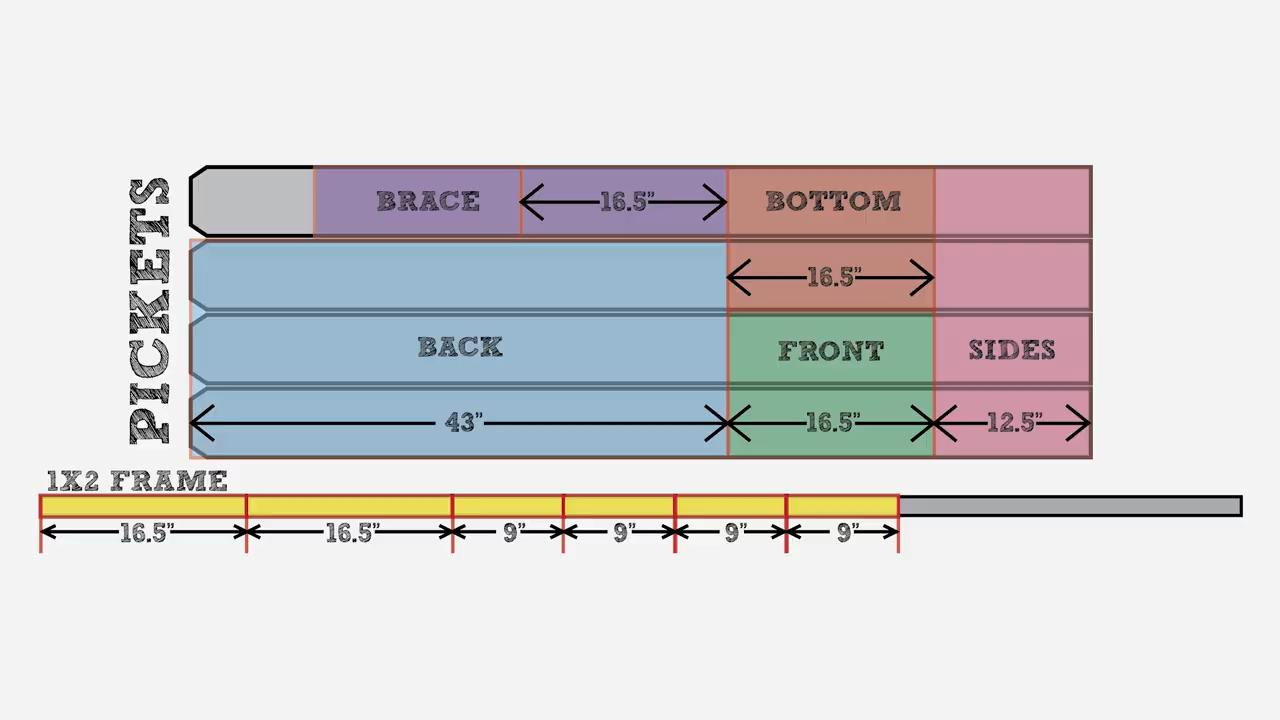 PICKETS
BRACE 16.5" BOTTOM
16.5"
BACK FRONT SIDES
43" 16.5" 12.5"
1X2 FRAME
16.5" 16.5" 9" 9" 9" 9"